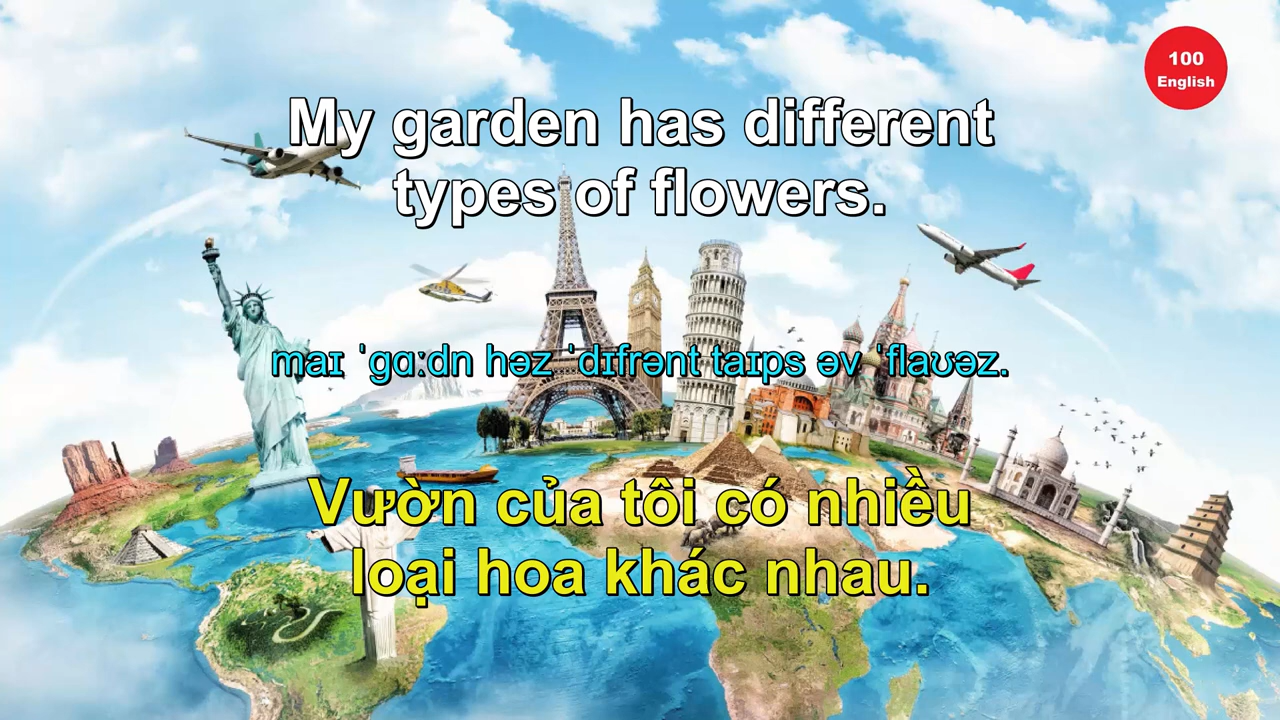 100
English
My garden has different
types of flowers.
maɪ ˈɡɑːdn həz ˈdɪfrənt taɪps əv ˈflaʊəz.
Vườn của tôi có nhiều
loại hoa khác nhau.